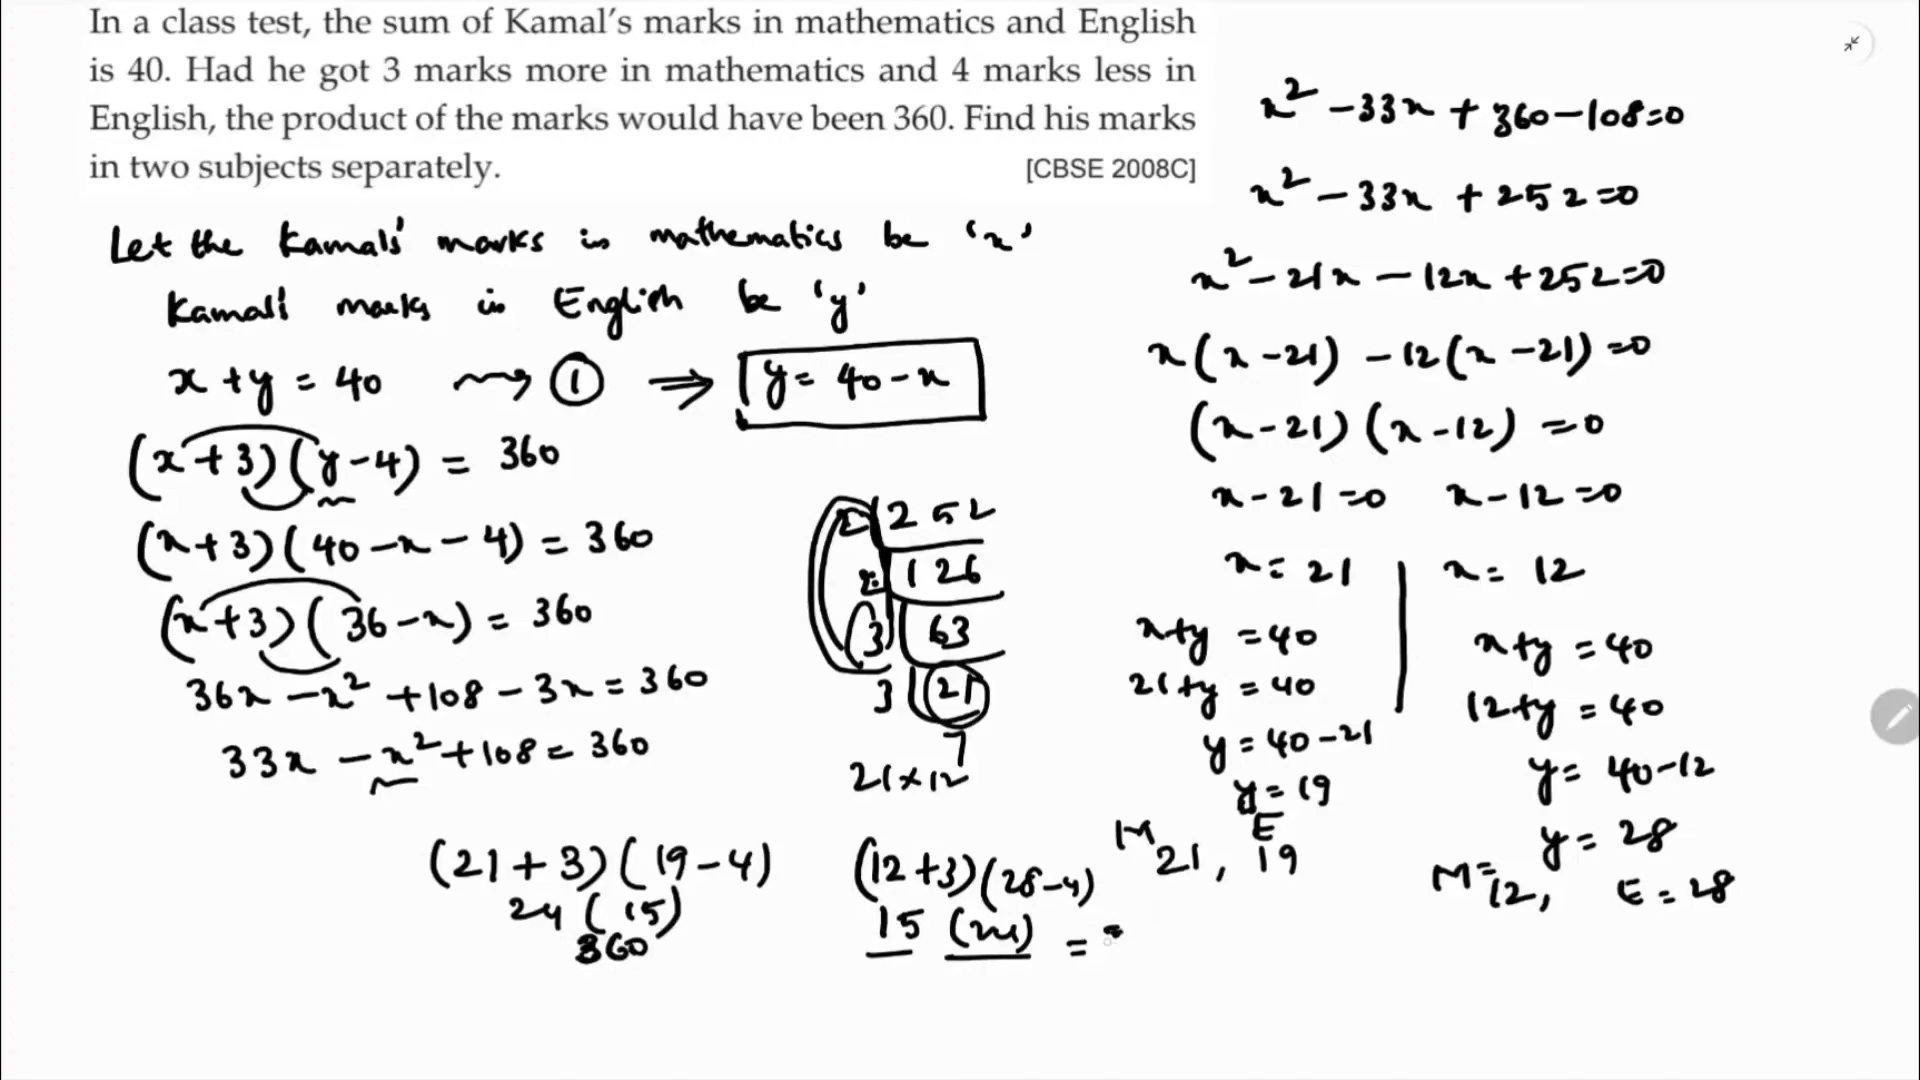 In a class test, the sum of Kamal's marks in mathematics and English
is 40. Had he got 3 marks more in mathematics and 4 marks less in
English, the product of the marks would have been 360. Find his marks
in two subjects separately. [CBSE 2008C]
Let the Kamals' marks in mathematics be 'x'
Kamals' marks in English be 'y'
x + y = 40 ⇝ ① ⇒ y = 40 - x
(x+3)(y-4) = 360
(x+3)(40-x-4) = 360
(x+3)(36-x) = 360
36x - x² + 108 - 3x = 360
33x - x² + 108 = 360
2 | 252
2 | 126
3 | 63
3 | 21
7
21 × 12
(21+3)(19-4)
24 (15)
360
(12+3)(28-4)
15 (24) =
x² - 33x + 360 - 108 = 0
x² - 33x + 252 = 0
x² - 21x - 12x + 252 = 0
x(x-21) - 12(x-21) = 0
(x-21)(x-12) = 0
x - 21 = 0 x - 12 = 0
x = 21
x + y = 40
21 + y = 40
y = 40 - 21
y = 19
M E
21, 19
x = 12
x + y = 40
12 + y = 40
y = 40 - 12
y = 28
M = 12, E = 28